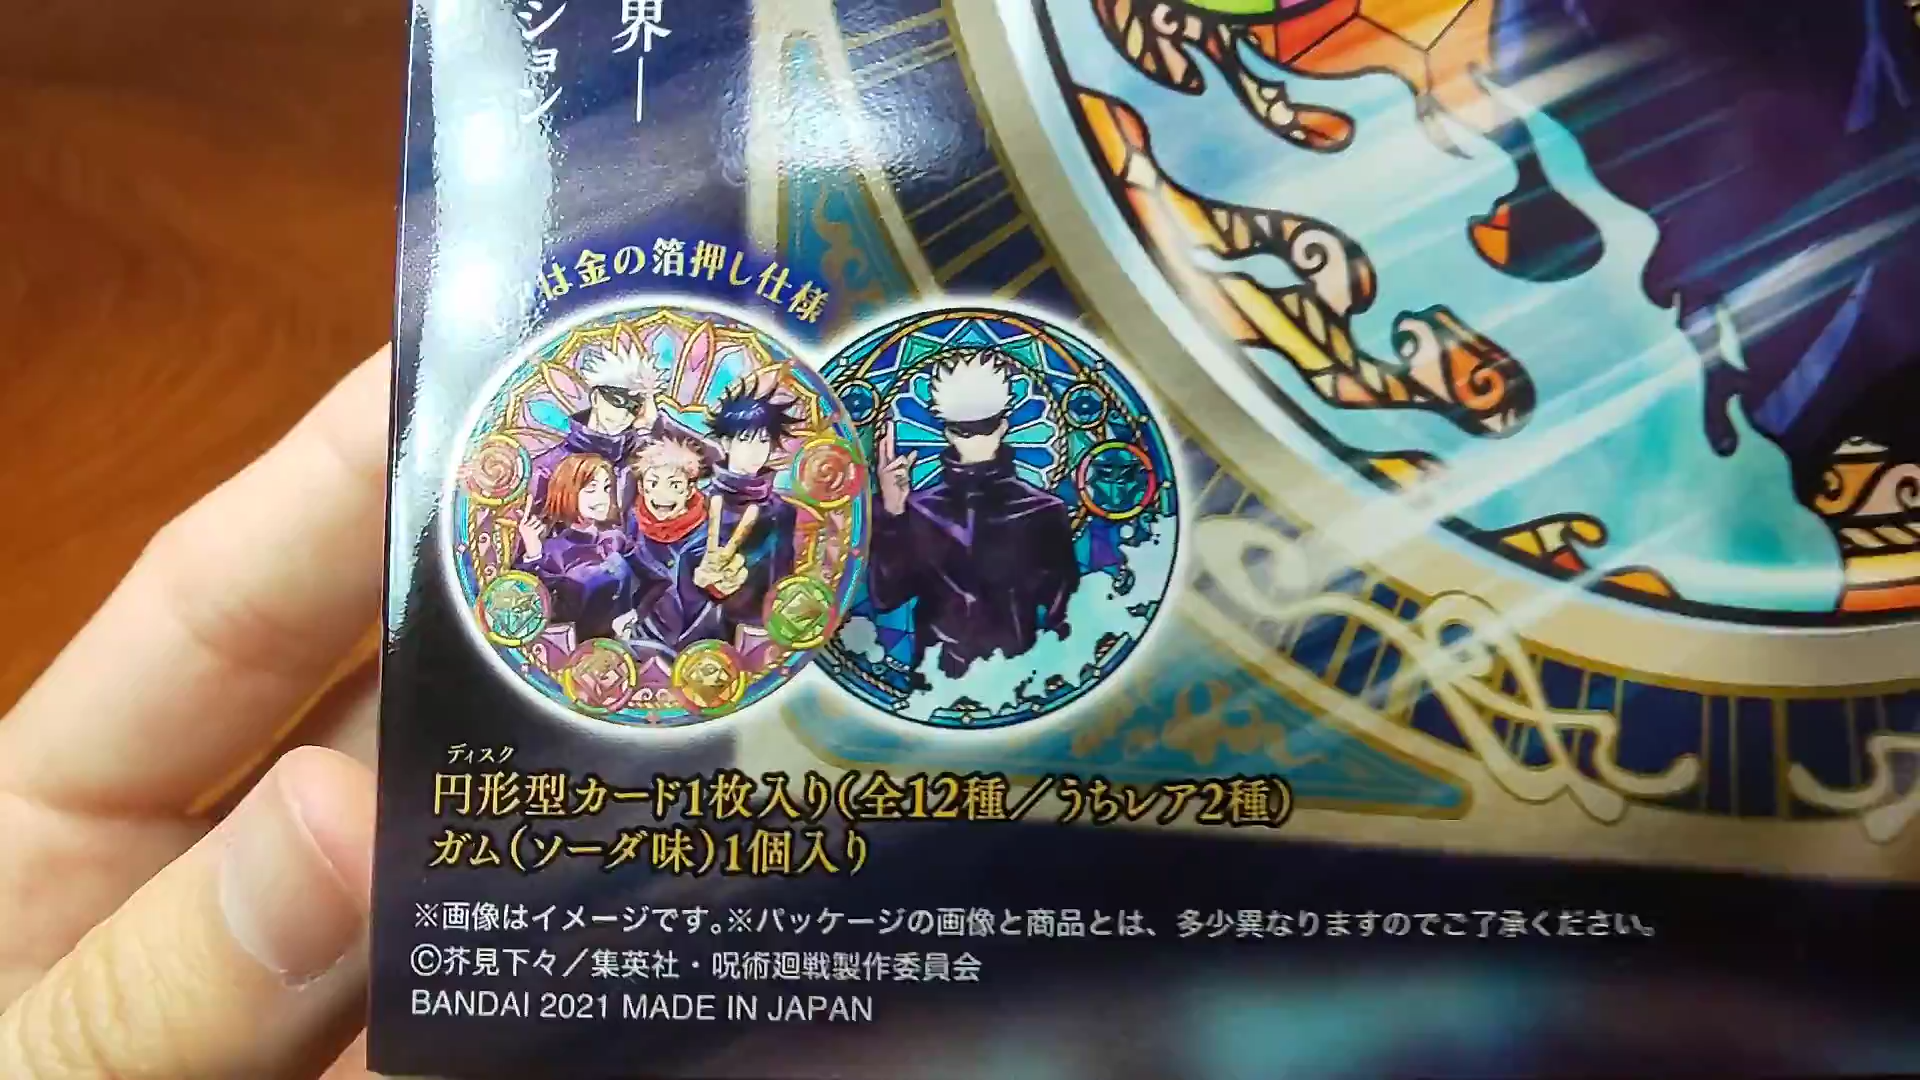 界―
ション
は金の箔押し仕様
ディスク
円形型カード1枚入り(全12種/うちレア2種)
ガム(ソーダ味)1個入り
※画像はイメージです。※パッケージの画像と商品とは、多少異なりますのでご了承ください。
©芥見下々/集英社・呪術廻戦製作委員会
BANDAI 2021 MADE IN JAPAN